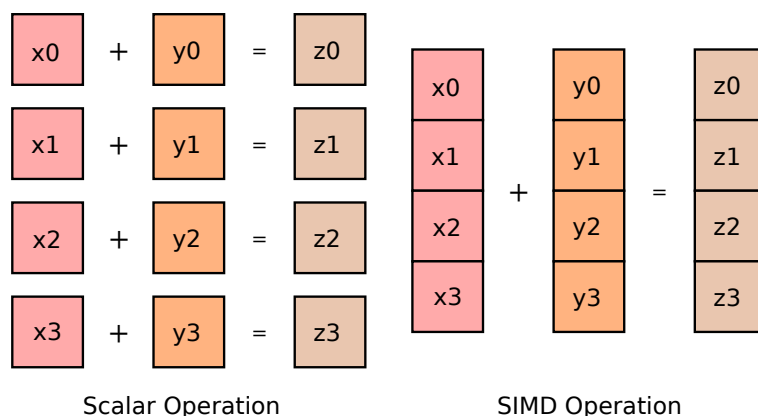 x0 + y0 = z0
x1 + y1 = z1
x2 + y2 = z2
x3 + y3 = z3
Scalar Operation
x0 y0 z0
x1 y1 z1
+ =
x2 y2 z2
x3 y3 z3
SIMD Operation